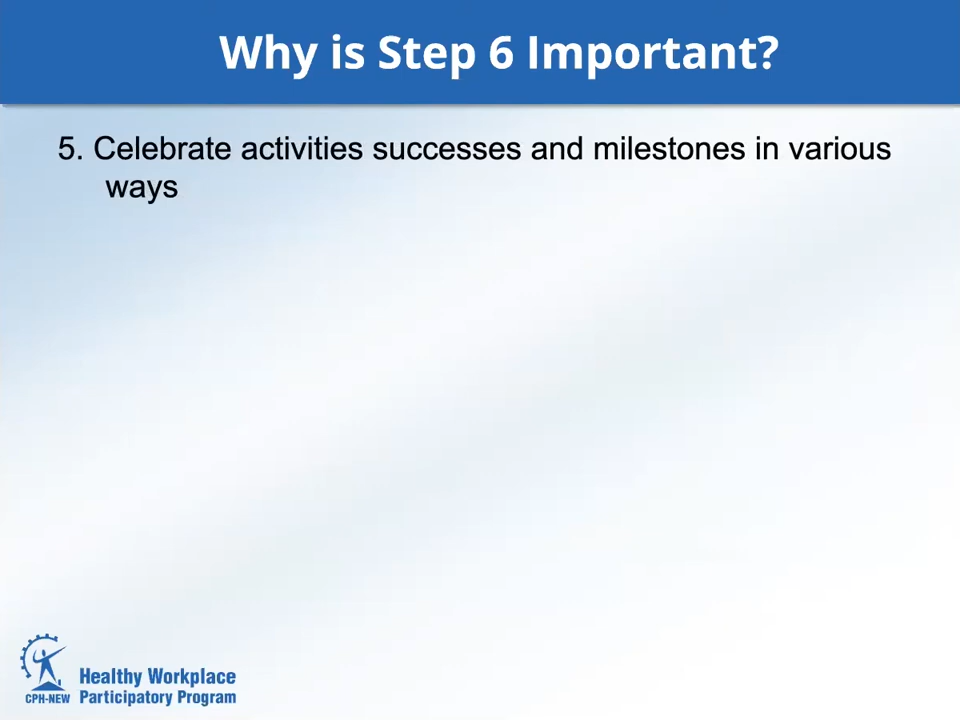 Why is Step 6 Important?
5. Celebrate activities successes and milestones in various
ways
CPH-NEW
Healthy Workplace
Participatory Program